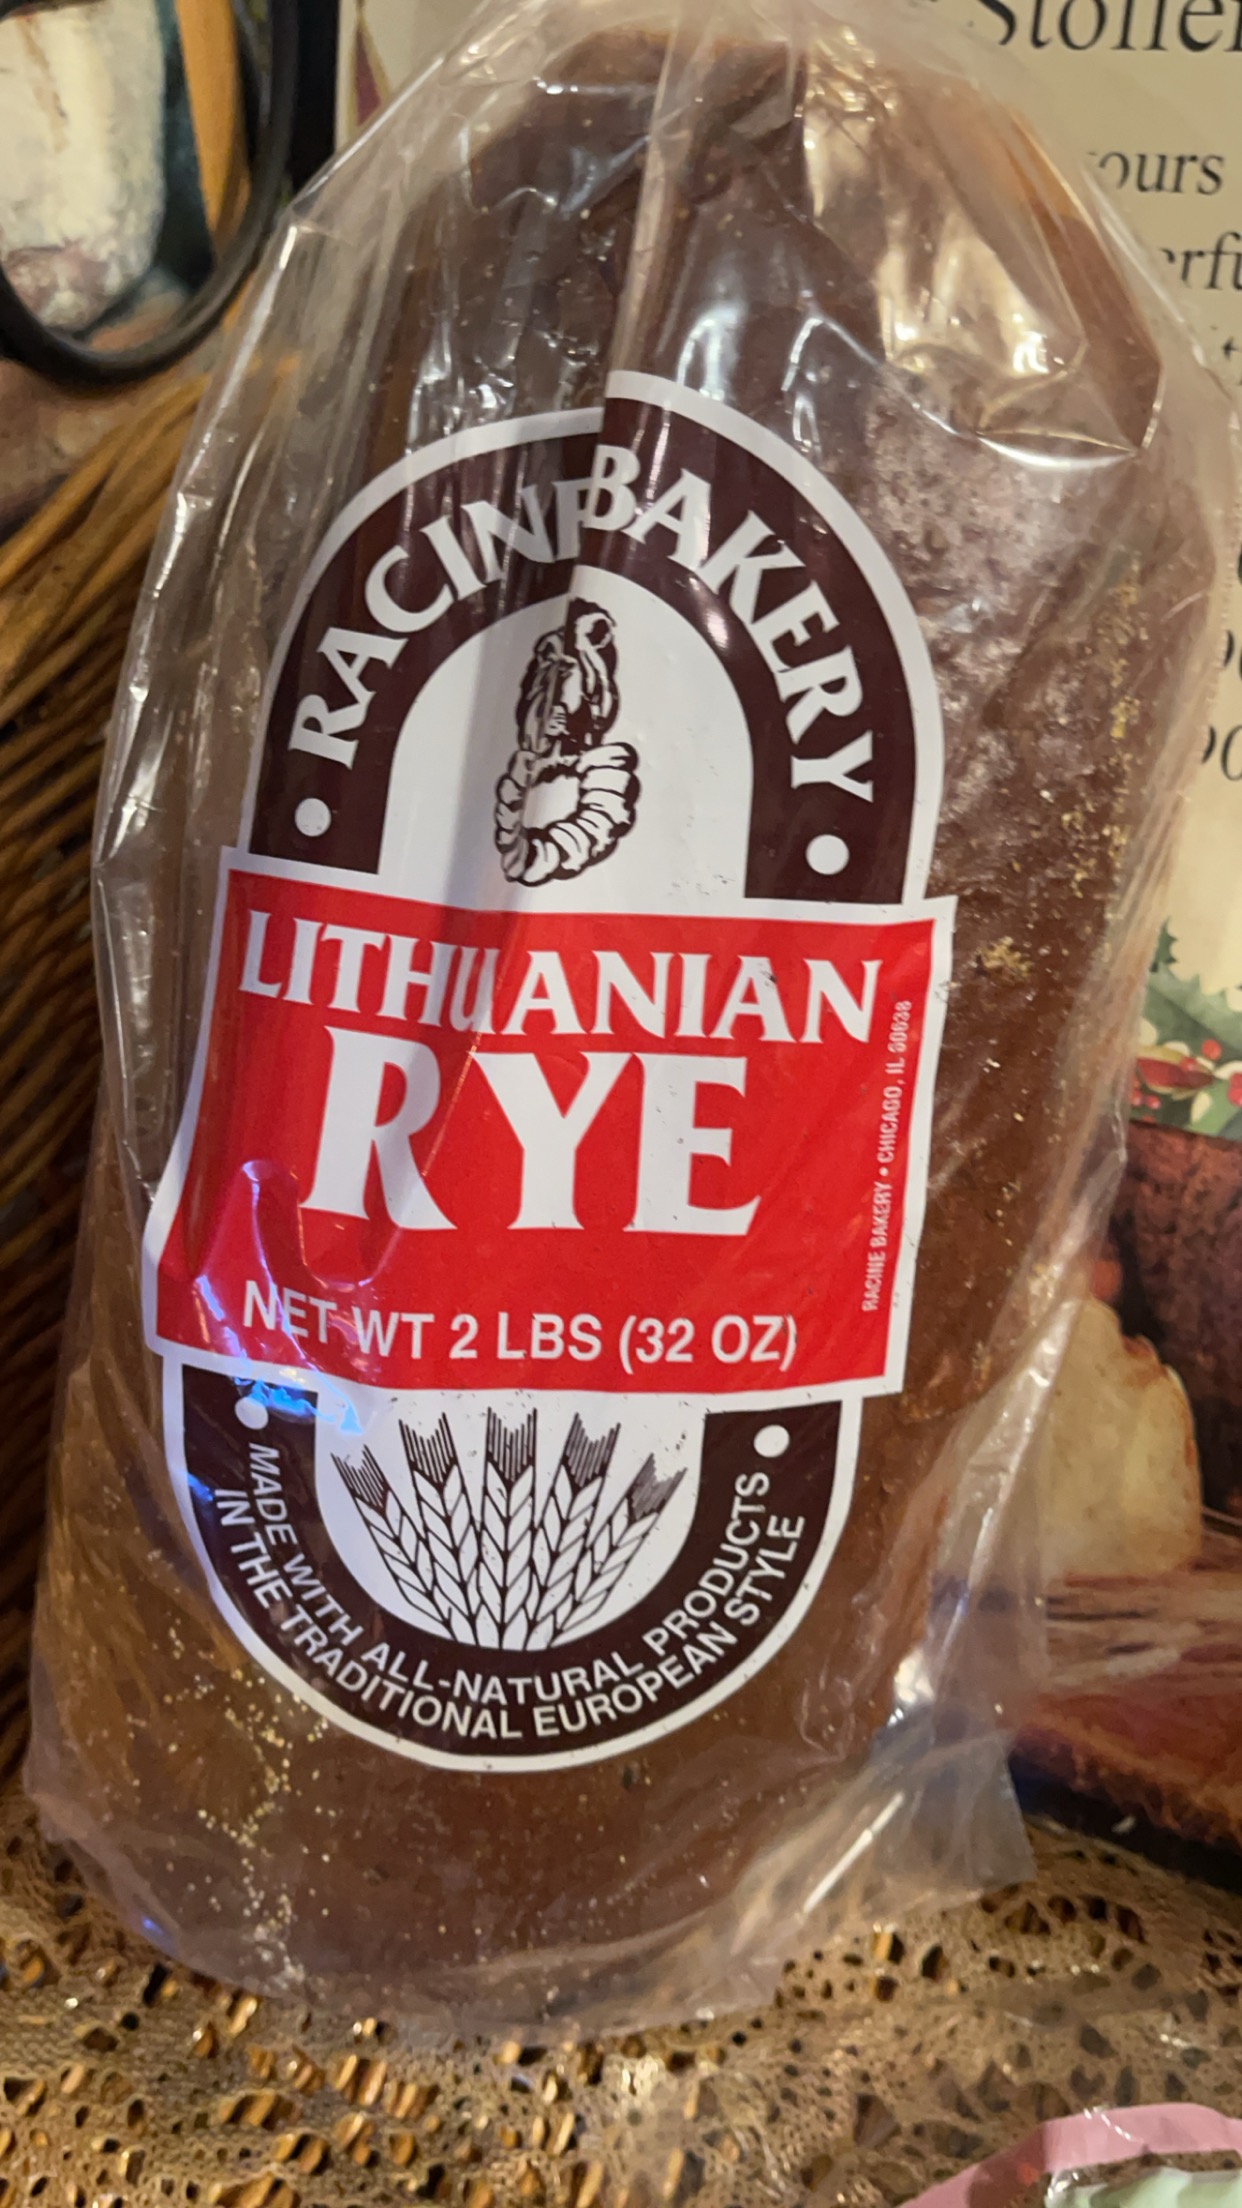 RACINE BAKERY
LITHUANIAN
RYE
NET WT 2 LBS (32 OZ)
RACINE BAKERY • CHICAGO, IL 60638
MADE WITH ALL-NATURAL PRODUCTS
IN THE TRADITIONAL EUROPEAN STYLE
ours